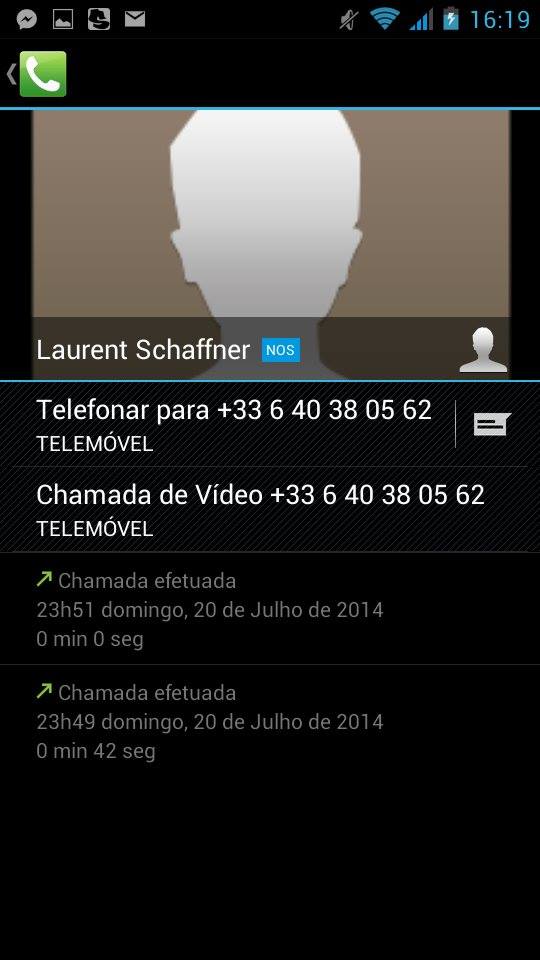 16:19
Laurent Schaffner NOS
Telefonar para +33 6 40 38 05 62
TELEMÓVEL
Chamada de Vídeo +33 6 40 38 05 62
TELEMÓVEL
Chamada efetuada
23h51 domingo, 20 de Julho de 2014
0 min 0 seg
Chamada efetuada
23h49 domingo, 20 de Julho de 2014
0 min 42 seg